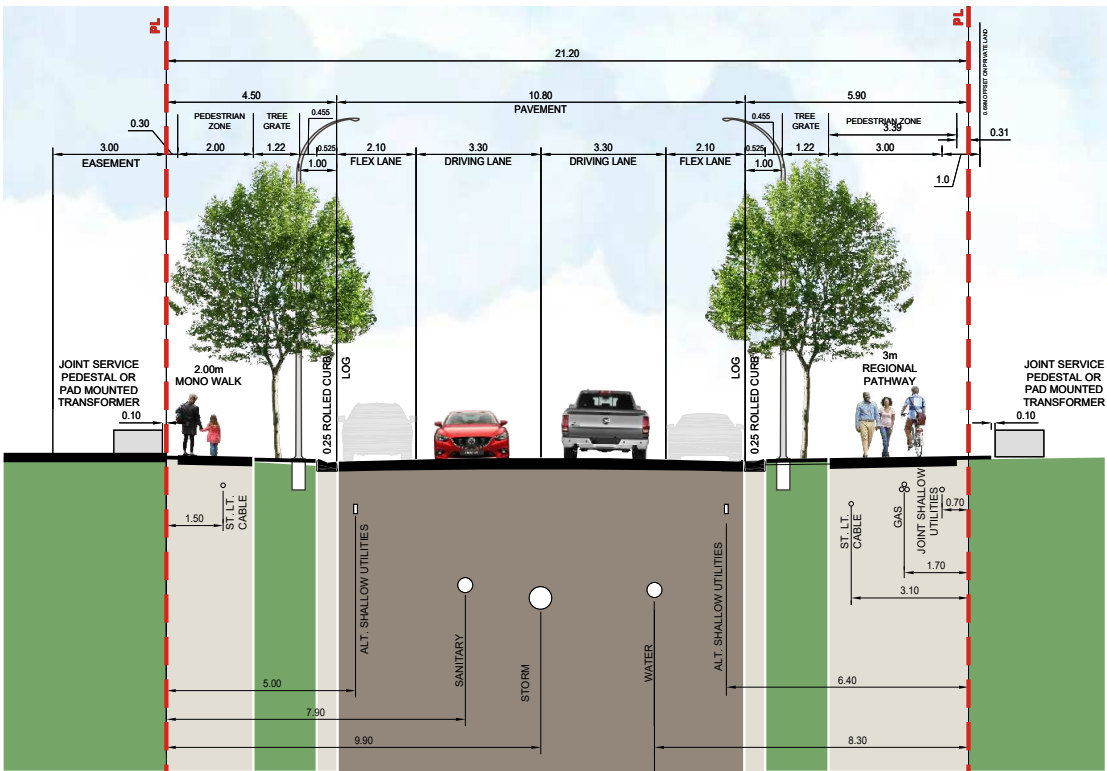 PL
PL
21.20
0.93M OFFSET ON PRIVATE LAND
4.50
10.80
5.90
PAVEMENT
PEDESTRIAN
ZONE
TREE
GRATE
0.455
0.455
TREE
GRATE
PEDESTRIAN ZONE
3.39
0.30
0.31
3.00
2.00
1.22
0.525
2.10
3.30
3.30
2.10
0.525
1.22
3.00
EASEMENT
1.00
FLEX LANE
DRIVING LANE
DRIVING LANE
FLEX LANE
1.00
1.0
JOINT SERVICE
PEDESTAL OR
PAD MOUNTED
TRANSFORMER
0.10
2.00m
MONO WALK
0.25 ROLLED CURB
LOG
LOG
0.25 ROLLED CURB
3m
REGIONAL
PATHWAY
JOINT SERVICE
PEDESTAL OR
PAD MOUNTED
TRANSFORMER
0.10
1.50
ST. LT.
CABLE
ALT. SHALLOW UTILITIES
SANITARY
STORM
WATER
ALT. SHALLOW UTILITIES
ST. LT.
CABLE
GAS
JOINT SHALLOW
UTILITIES
0.70
1.70
3.10
5.00
6.40
7.90
9.90
8.30